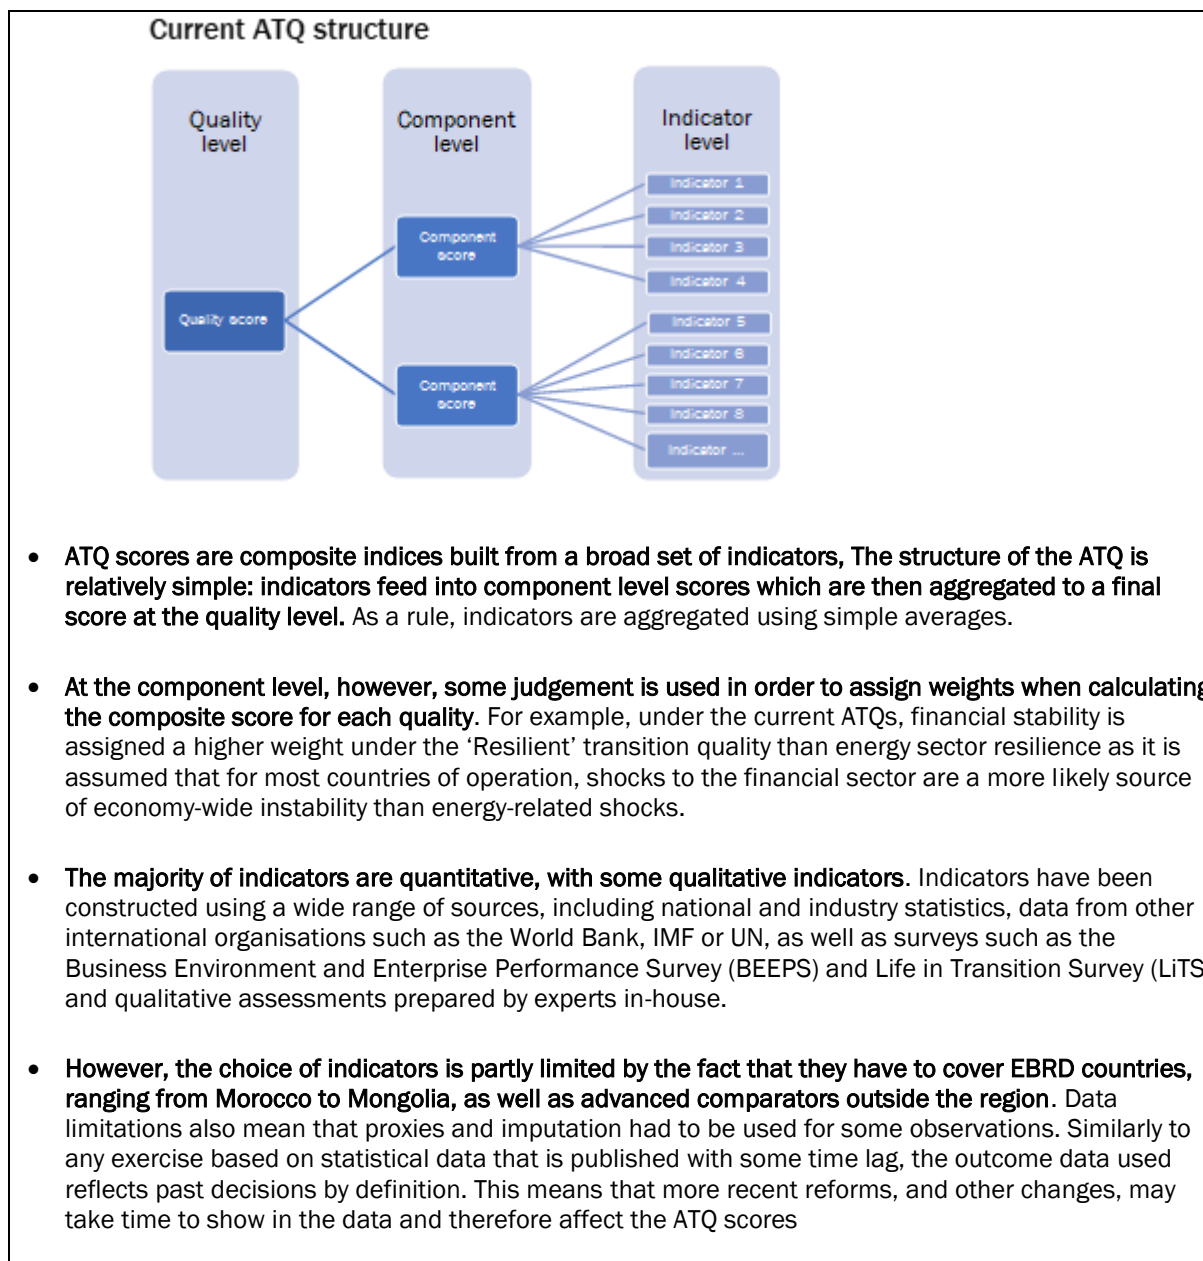 Current ATQ structure
Quality
level
Component
level
Indicator
level
Quality score
Component
score
Component
score
Indicator 1
Indicator 2
Indicator 3
Indicator 4
Indicator 5
Indicator 6
Indicator 7
Indicator 8
Indicator ...
• ATQ scores are composite indices built from a broad set of indicators, The structure of the ATQ is
relatively simple: indicators feed into component level scores which are then aggregated to a final
score at the quality level. As a rule, indicators are aggregated using simple averages.
• At the component level, however, some judgement is used in order to assign weights when calculating
the composite score for each quality. For example, under the current ATQs, financial stability is
assigned a higher weight under the ‘Resilient’ transition quality than energy sector resilience as it is
assumed that for most countries of operation, shocks to the financial sector are a more likely source
of economy-wide instability than energy-related shocks.
• The majority of indicators are quantitative, with some qualitative indicators. Indicators have been
constructed using a wide range of sources, including national and industry statistics, data from other
international organisations such as the World Bank, IMF or UN, as well as surveys such as the
Business Environment and Enterprise Performance Survey (BEEPS) and Life in Transition Survey (LiTS
and qualitative assessments prepared by experts in-house.
• However, the choice of indicators is partly limited by the fact that they have to cover EBRD countries,
ranging from Morocco to Mongolia, as well as advanced comparators outside the region. Data
limitations also mean that proxies and imputation had to be used for some observations. Similarly to
any exercise based on statistical data that is published with some time lag, the outcome data used
reflects past decisions by definition. This means that more recent reforms, and other changes, may
take time to show in the data and therefore affect the ATQ scores